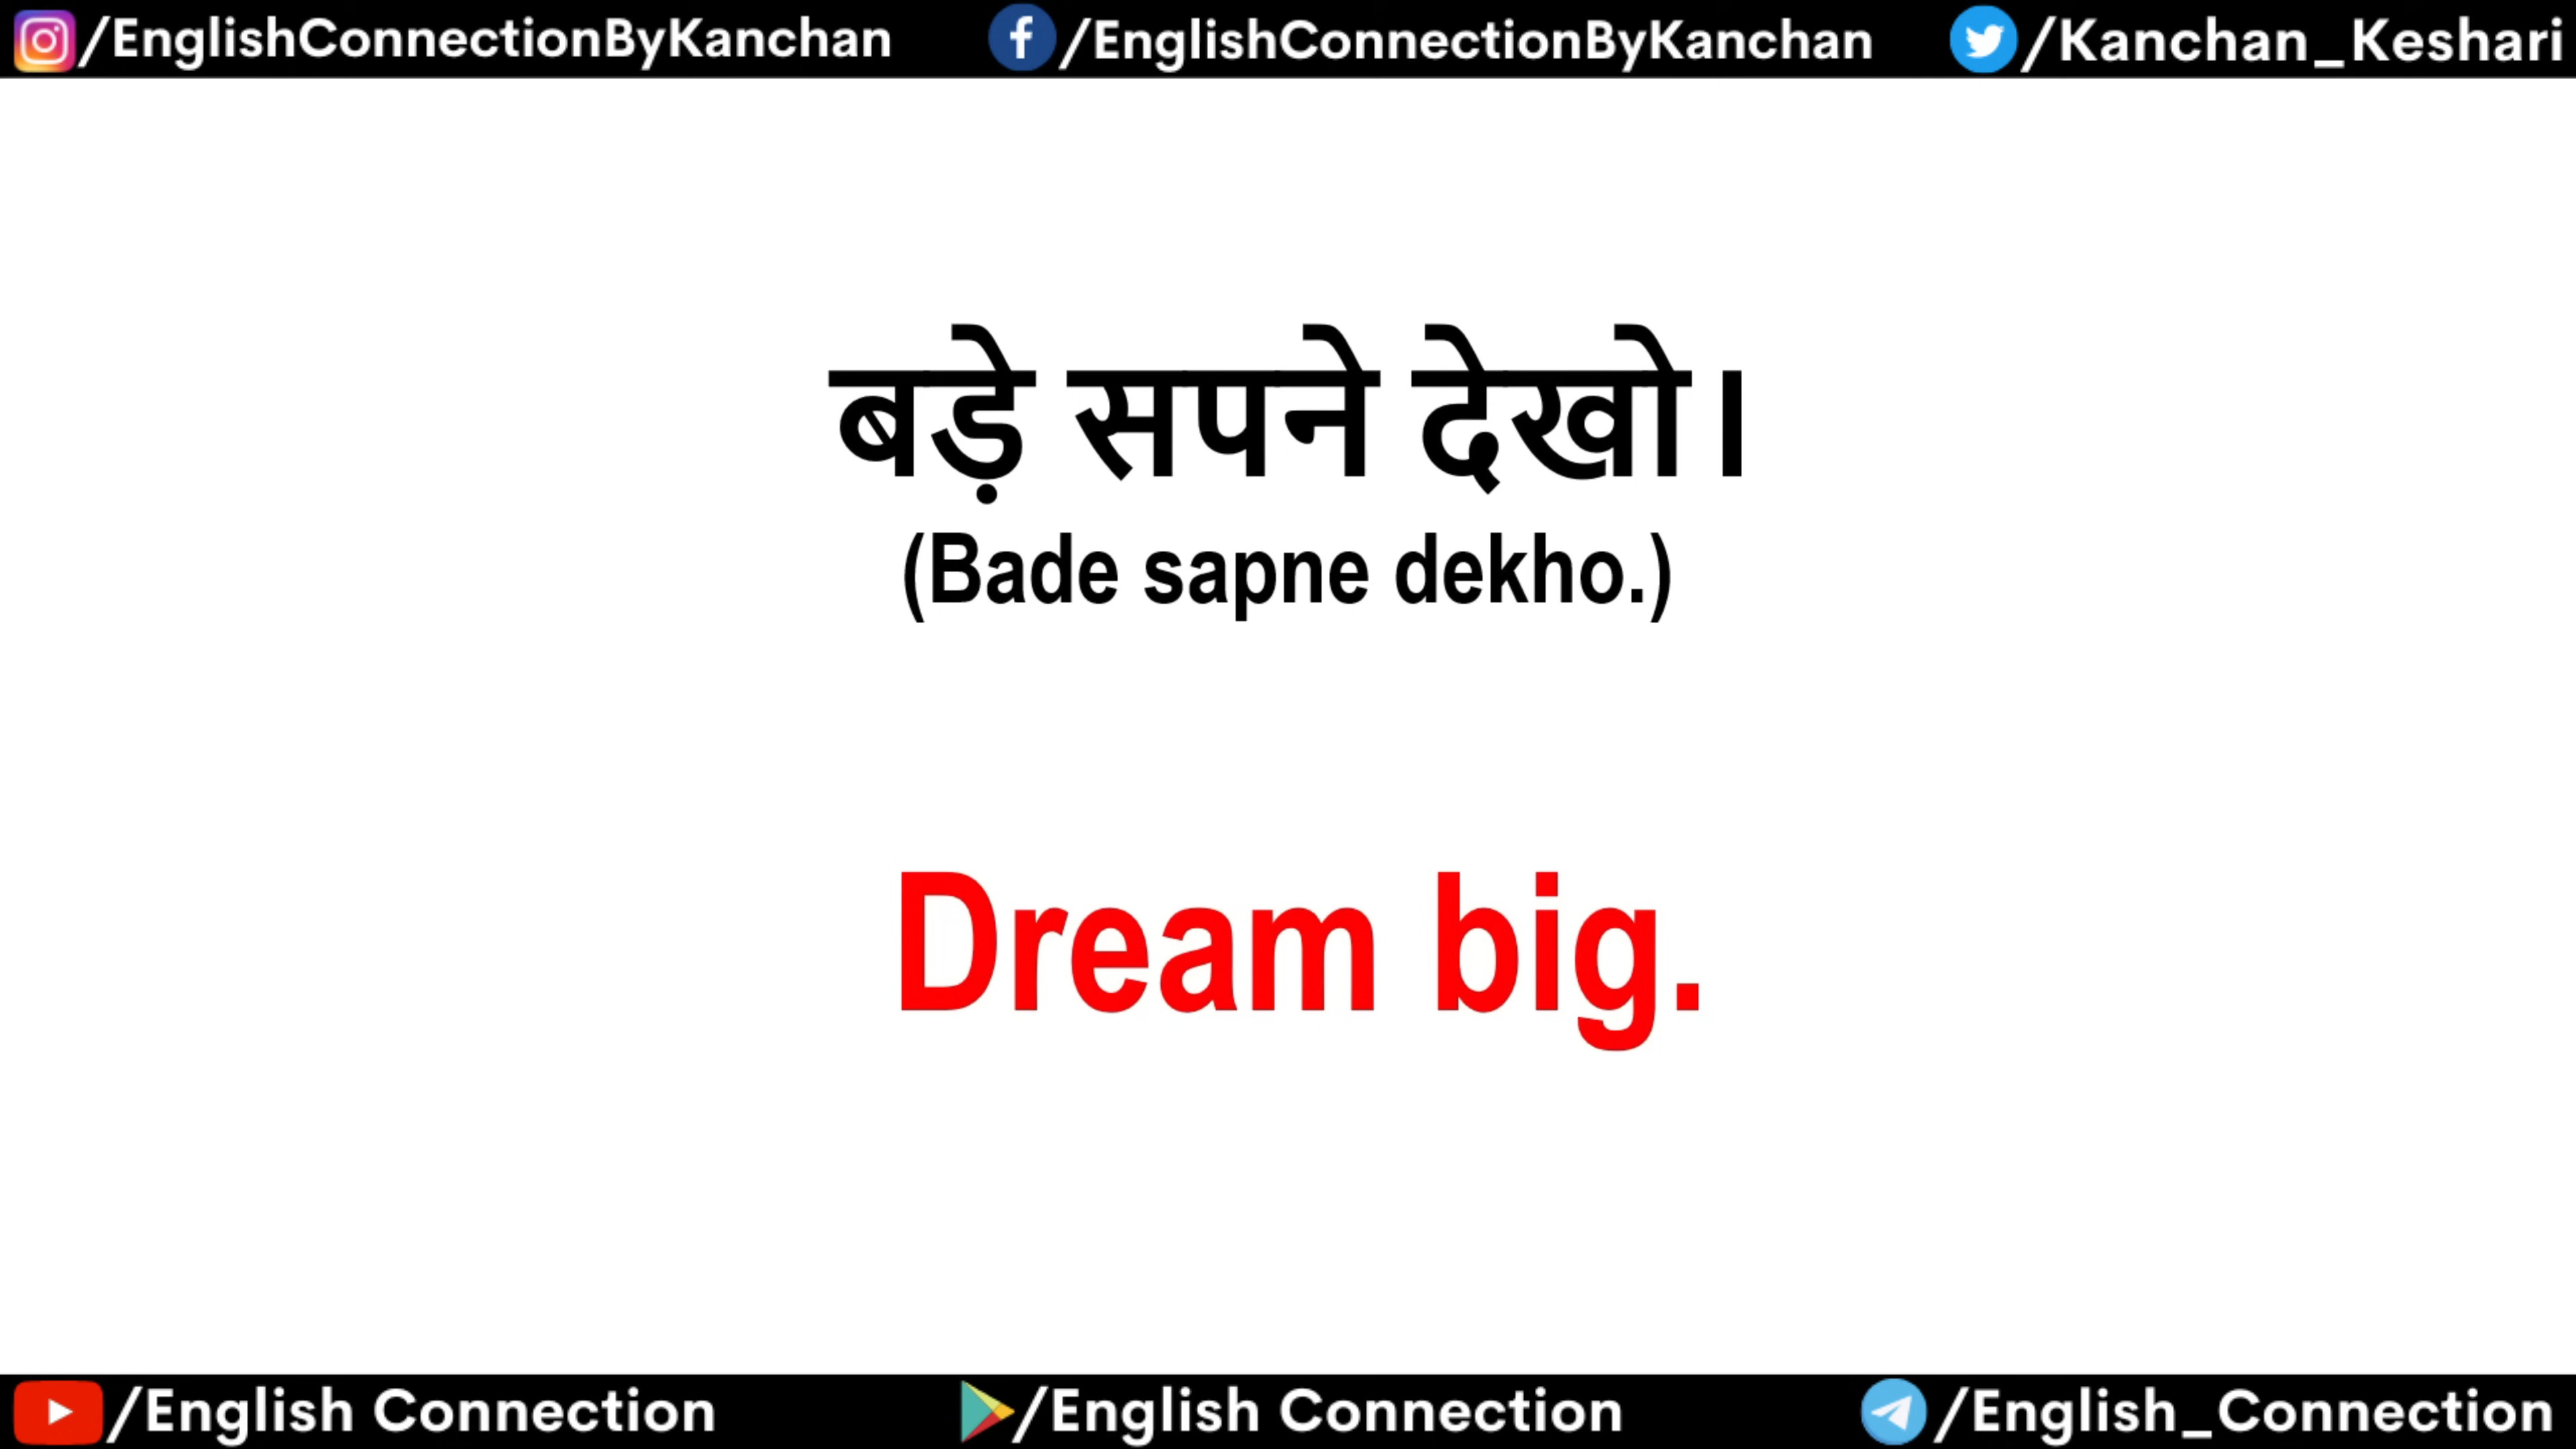 /EnglishConnectionByKanchan /EnglishConnectionByKanchan /Kanchan_Keshari
बड़े सपने देखो।
(Bade sapne dekho.)
Dream big.
/English Connection /English Connection /English_Connection